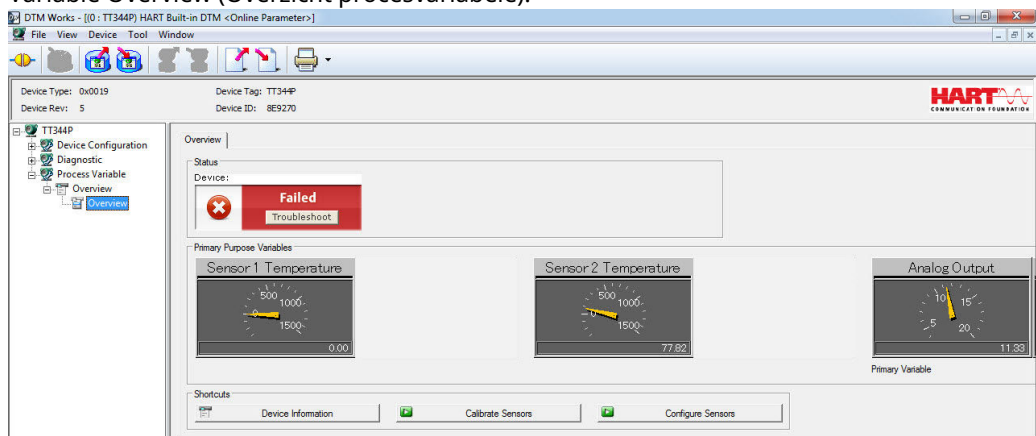 Variable Overview (Overzicht procesvariabele).
DTM Works - [(0 : TT344P) HART Built-in DTM <Online Parameter>]
File View Device Tool Window
Device Type: 0x0019 Device Tag: TT344P
Device Rev: 5 Device ID: 8E9270
HART
COMMUNICATION FOUNDATION
TT344P
Device Configuration
Diagnostic
Process Variable
Overview
Overview
Overview
Status
Device:
Failed
Troubleshoot
Primary Purpose Variables
Sensor 1 Temperature
0 500 1000 1500
0.00
Sensor 2 Temperature
0 500 1000 1500
77.82
Analog Output
5 10 15 20
11.33
Primary Variable
Shortcuts
Device Information Calibrate Sensors Configure Sensors